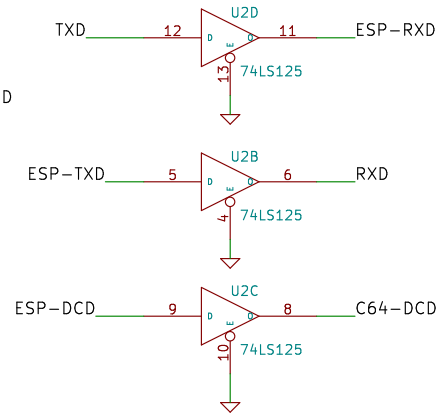 U2D
TXD 12 D E O 11 ESP-RXD
13 74LS125
D
U2B
ESP-TXD 5 D E O 6 RXD
4 74LS125
U2C
ESP-DCD 9 D E O 8 C64-DCD
10 74LS125